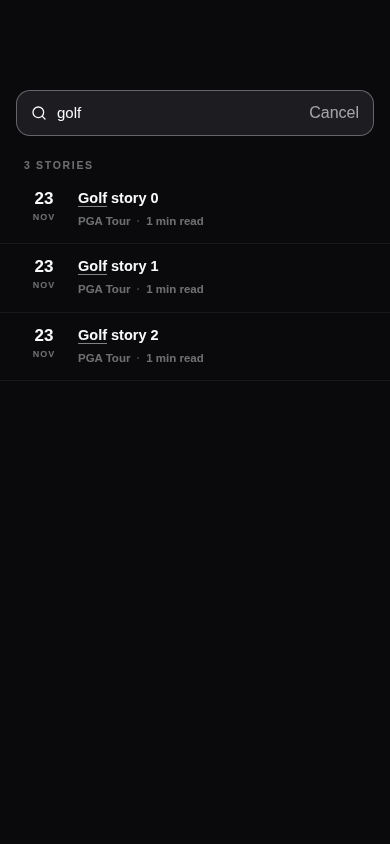 golf Cancel
3 STORIES
23 Golf story 0
NOV PGA Tour · 1 min read
23 Golf story 1
NOV PGA Tour · 1 min read
23 Golf story 2
NOV PGA Tour · 1 min read